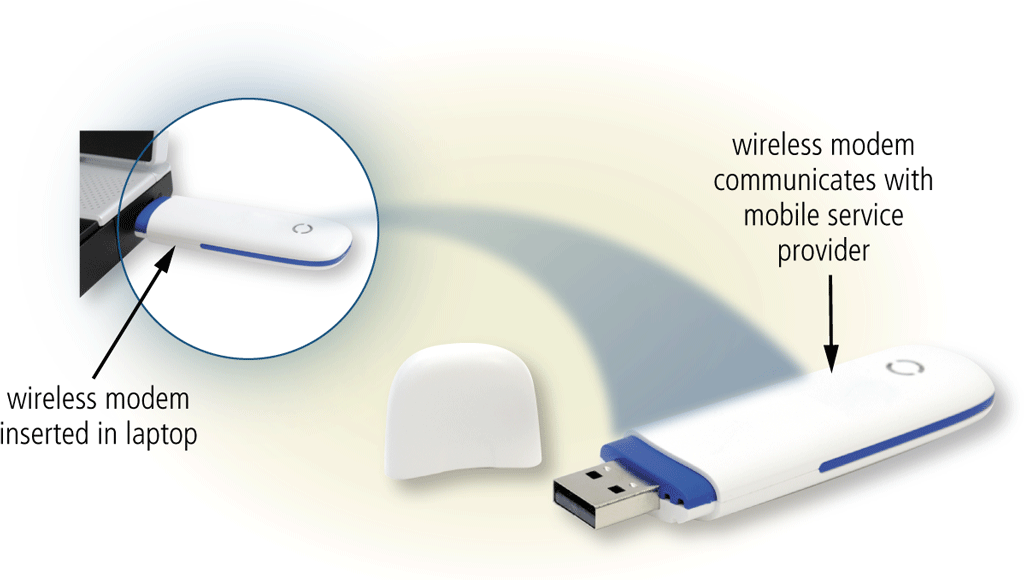 wireless modem
communicates with
mobile service
provider
wireless modem
inserted in laptop